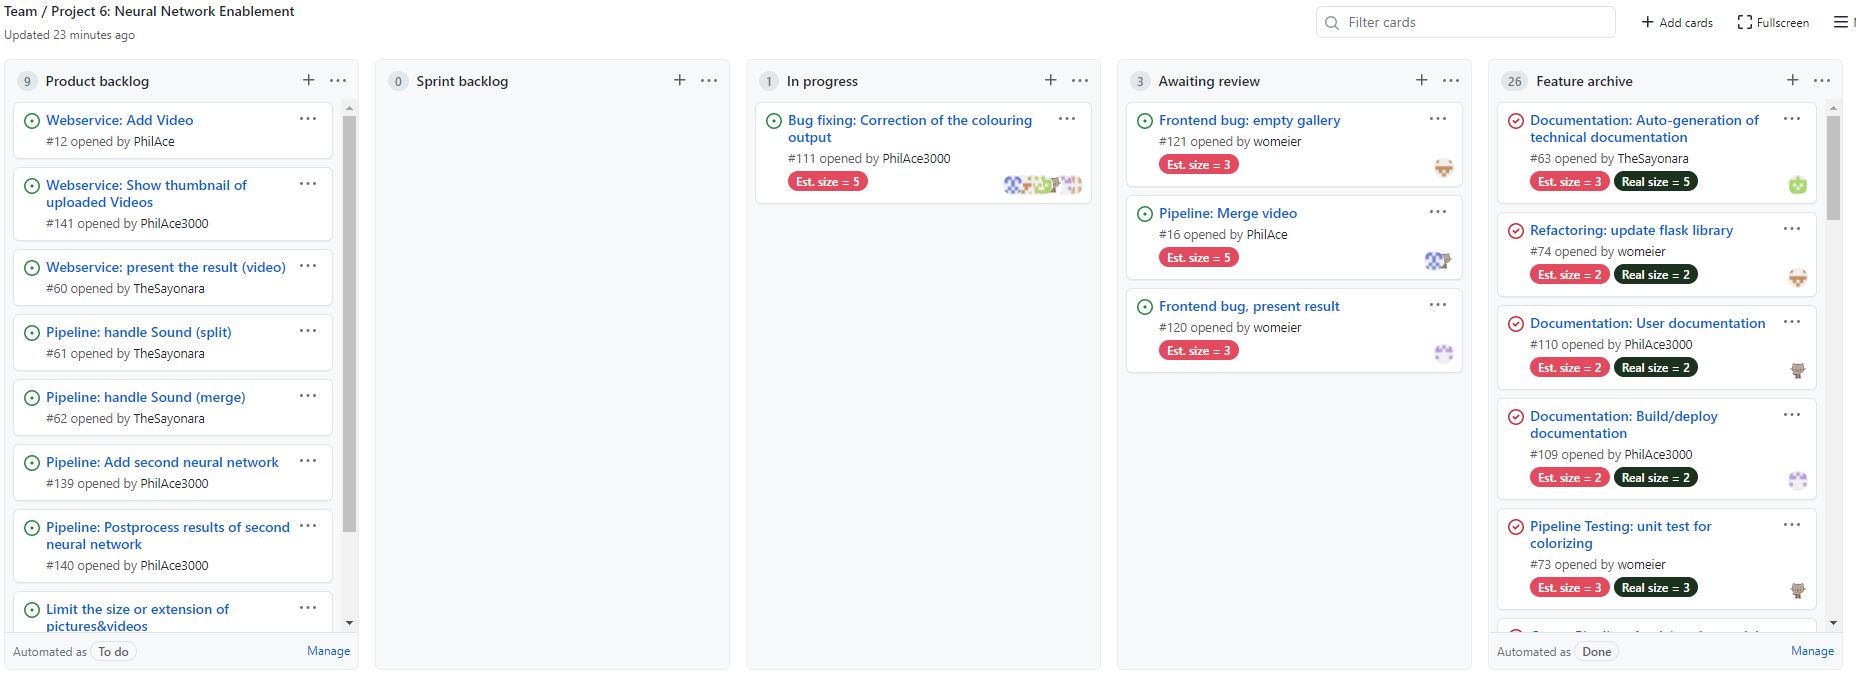 Team / Project 6: Neural Network Enablement
Updated 23 minutes ago
Filter cards
Add cards
Fullscreen
9 Product backlog
Webservice: Add Video
#12 opened by PhilAce
Webservice: Show thumbnail of
uploaded Videos
#141 opened by PhilAce3000
Webservice: present the result (video)
#60 opened by TheSayonara
Pipeline: handle Sound (split)
#61 opened by TheSayonara
Pipeline: handle Sound (merge)
#62 opened by TheSayonara
Pipeline: Add second neural network
#139 opened by PhilAce3000
Pipeline: Postprocess results of second
neural network
#140 opened by PhilAce3000
Limit the size or extension of
pictures&videos
Automated as To do
Manage
0 Sprint backlog
1 In progress
Bug fixing: Correction of the colouring
output
#111 opened by PhilAce3000
Est. size = 5
3 Awaiting review
Frontend bug: empty gallery
#121 opened by womeier
Est. size = 3
Pipeline: Merge video
#16 opened by PhilAce
Est. size = 5
Frontend bug, present result
#120 opened by womeier
Est. size = 3
26 Feature archive
Documentation: Auto-generation of
technical documentation
#63 opened by TheSayonara
Est. size = 3 Real size = 5
Refactoring: update flask library
#74 opened by womeier
Est. size = 2 Real size = 2
Documentation: User documentation
#110 opened by PhilAce3000
Est. size = 2 Real size = 2
Documentation: Build/deploy
documentation
#109 opened by PhilAce3000
Est. size = 2 Real size = 2
Pipeline Testing: unit test for
colorizing
#73 opened by womeier
Est. size = 3 Real size = 3
Automated as Done
Manage